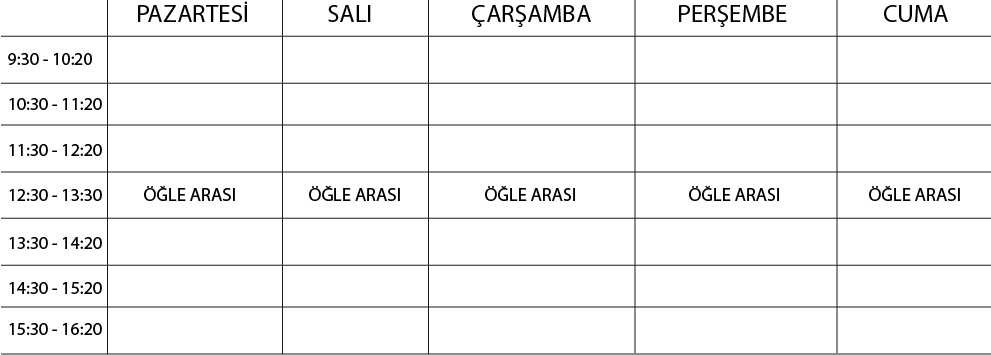 PAZARTESİ SALI ÇARŞAMBA PERŞEMBE CUMA
9:30 - 10:20
10:30 - 11:20
11:30 - 12:20
12:30 - 13:30 ÖĞLE ARASI ÖĞLE ARASI ÖĞLE ARASI ÖĞLE ARASI ÖĞLE ARASI
13:30 - 14:20
14:30 - 15:20
15:30 - 16:20